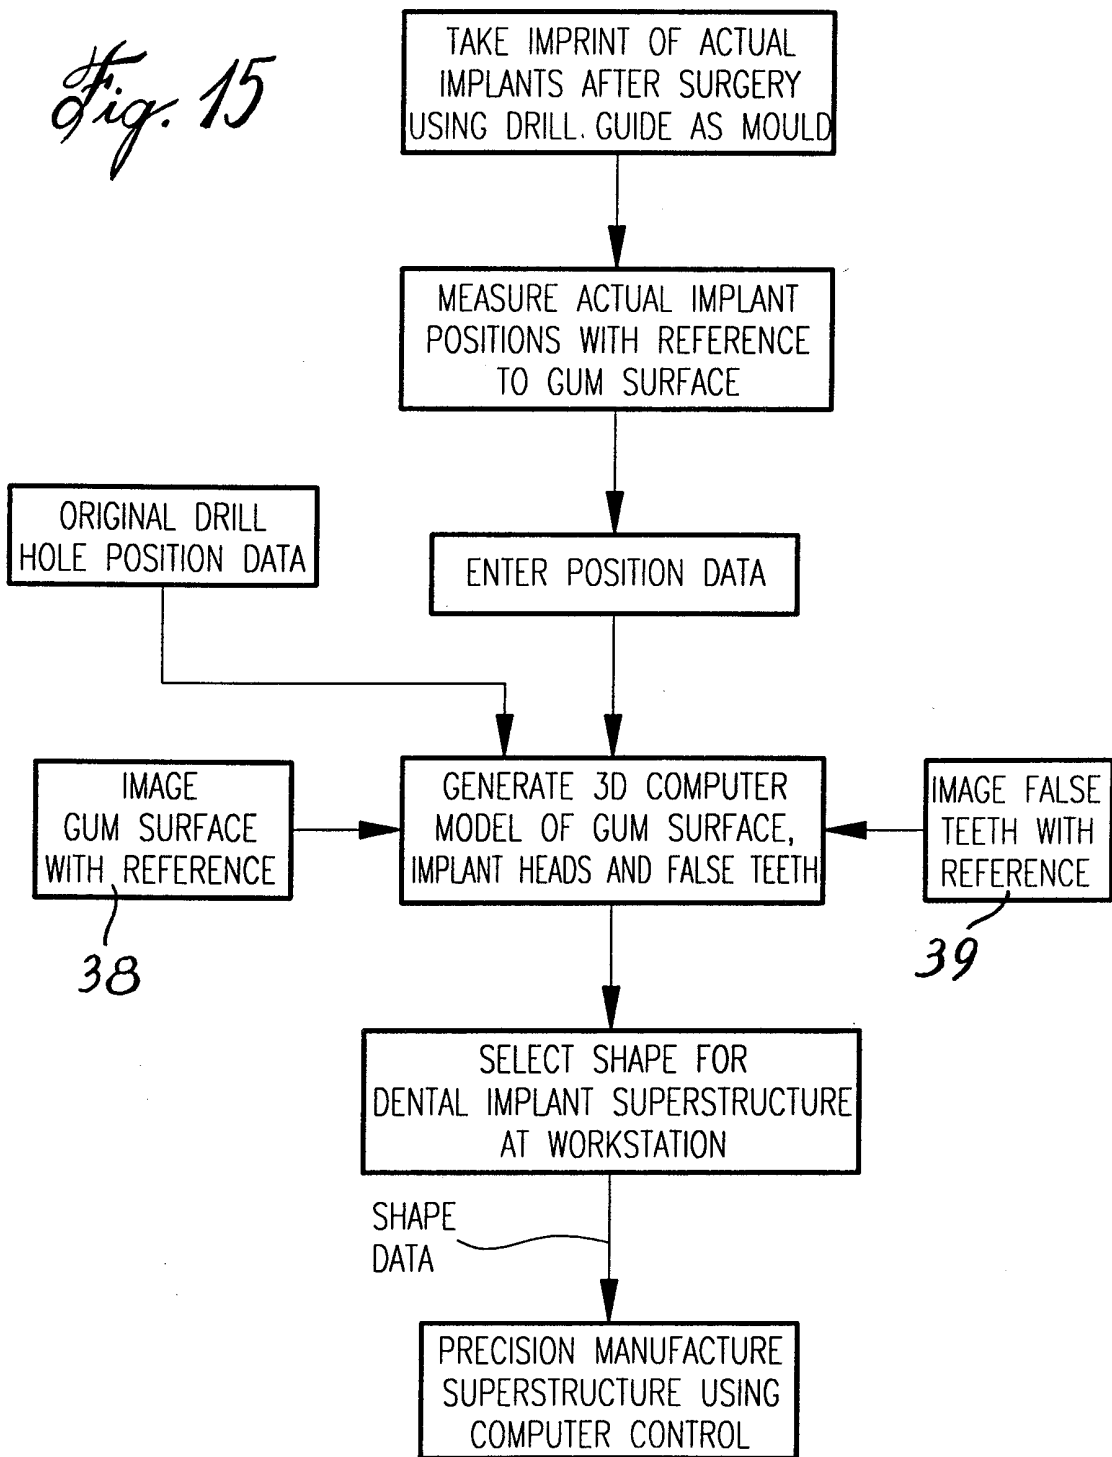 Fig. 15
TAKE IMPRINT OF ACTUAL
IMPLANTS AFTER SURGERY
USING DRILL. GUIDE AS MOULD
MEASURE ACTUAL IMPLANT
POSITIONS WITH REFERENCE
TO GUM SURFACE
ORIGINAL DRILL
HOLE POSITION DATA
ENTER POSITION DATA
IMAGE
GUM SURFACE
WITH REFERENCE
38
GENERATE 3D COMPUTER
MODEL OF GUM SURFACE,
IMPLANT HEADS AND FALSE TEETH
IMAGE FALSE
TEETH WITH
REFERENCE
39
SELECT SHAPE FOR
DENTAL IMPLANT SUPERSTRUCTURE
AT WORKSTATION
SHAPE
DATA
PRECISION MANUFACTURE
SUPERSTRUCTURE USING
COMPUTER CONTROL